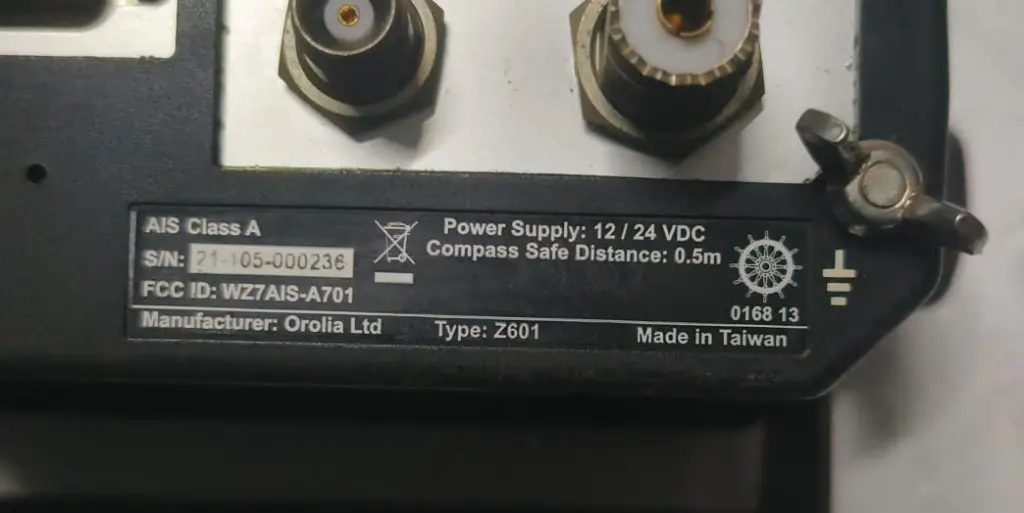 AIS Class A
S/N: 21-105-000236
FCC ID: WZ7AIS-A701
Power Supply: 12 / 24 VDC
Compass Safe Distance: 0.5m
0168 13
Manufacturer: Orolia Ltd
Type: Z601
Made in Taiwan